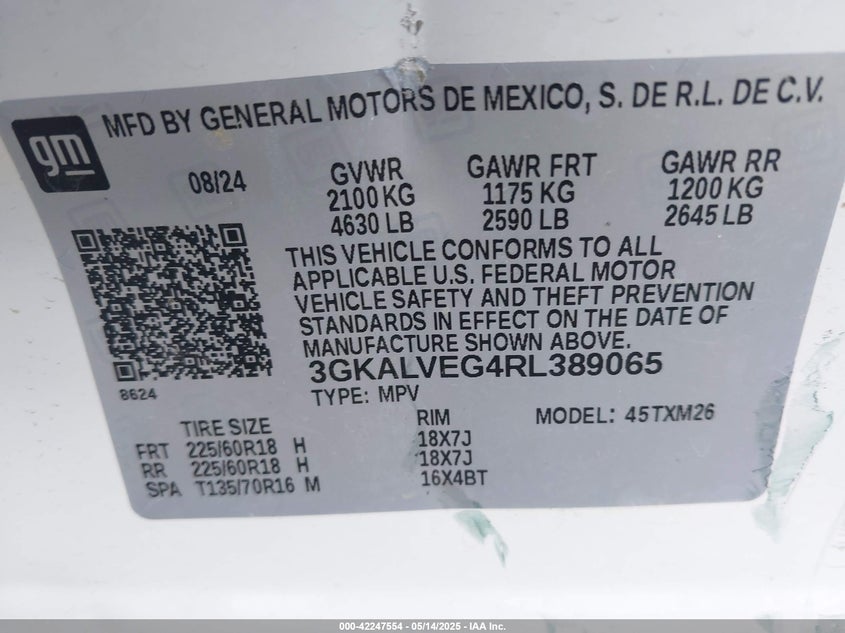 MFD BY GENERAL MOTORS DE MEXICO, S. DE R.L. DE C.V.
gm
08/24
GVWR GAWR FRT GAWR RR
2100 KG 1175 KG 1200 KG
4630 LB 2590 LB 2645 LB
THIS VEHICLE CONFORMS TO ALL
APPLICABLE U.S. FEDERAL MOTOR
VEHICLE SAFETY AND THEFT PREVENTION
STANDARDS IN EFFECT ON THE DATE OF
MANUFACTURE SHOWN ABOVE.
3GKALVEG4RL389065
8624
TYPE: MPV
MODEL: 45TXM26
TIRE SIZE RIM
FRT 225/60R18 H 18X7J
RR 225/60R18 H 18X7J
SPA T135/70R16 M 16X4BT
000-42247554 - 05/14/2025 - IAA Inc.